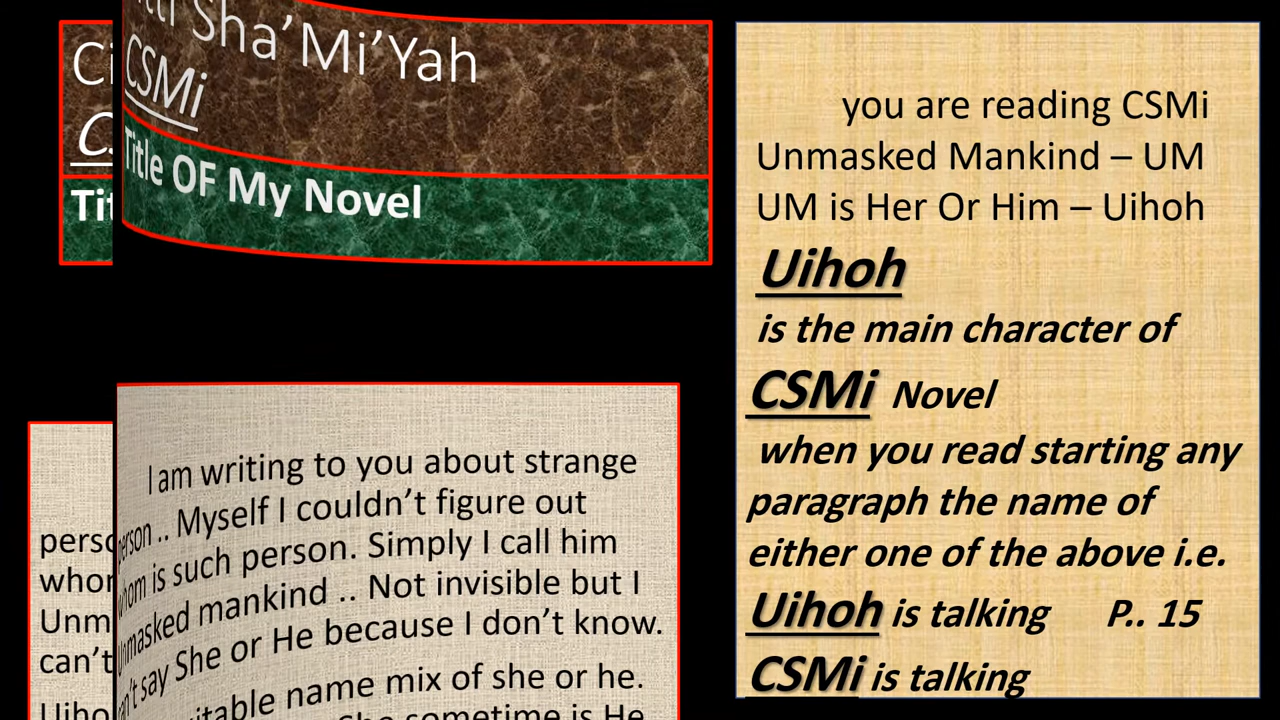 Sha’Mi’Yah
CSMi
Title OF My Novel
I am writing to you about strange
person .. Myself I couldn’t figure out
whom is such person. Simply I call him
Unmasked mankind .. Not invisible but I
can’t say She or He because I don’t know.
name mix of she or he.
She sometime is He
you are reading CSMi
Unmasked Mankind – UM
UM is Her Or Him – Uihoh
Uihoh
is the main character of
CSMi Novel
when you read starting any
paragraph the name of
either one of the above i.e.
Uihoh is talking P.. 15
CSMi is talking